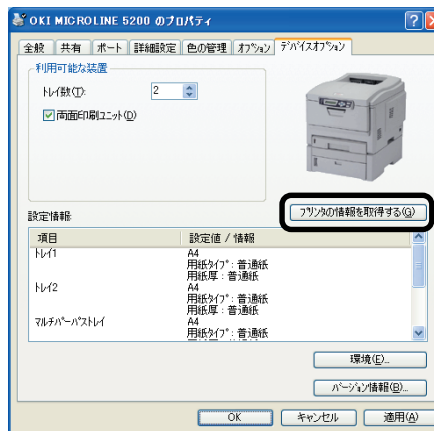 OKI MICROLINE 5200 のプロパティ
全般 共有 ポート 詳細設定 色の管理 オプション デバイスオプション
利用可能な装置
トレイ数(T): 2
両面印刷ユニット(D)
プリンタの情報を取得する(G)
設定情報:
項目 設定値 / 情報
トレイ1 A4
用紙タイプ : 普通紙
用紙厚 : 普通紙
トレイ2 A4
用紙タイプ : 普通紙
用紙厚 : 普通紙
マルチパーパストレイ A4
用紙タイプ : 普通紙
環境(E)...
バージョン情報(B)...
OK キャンセル 適用(A)